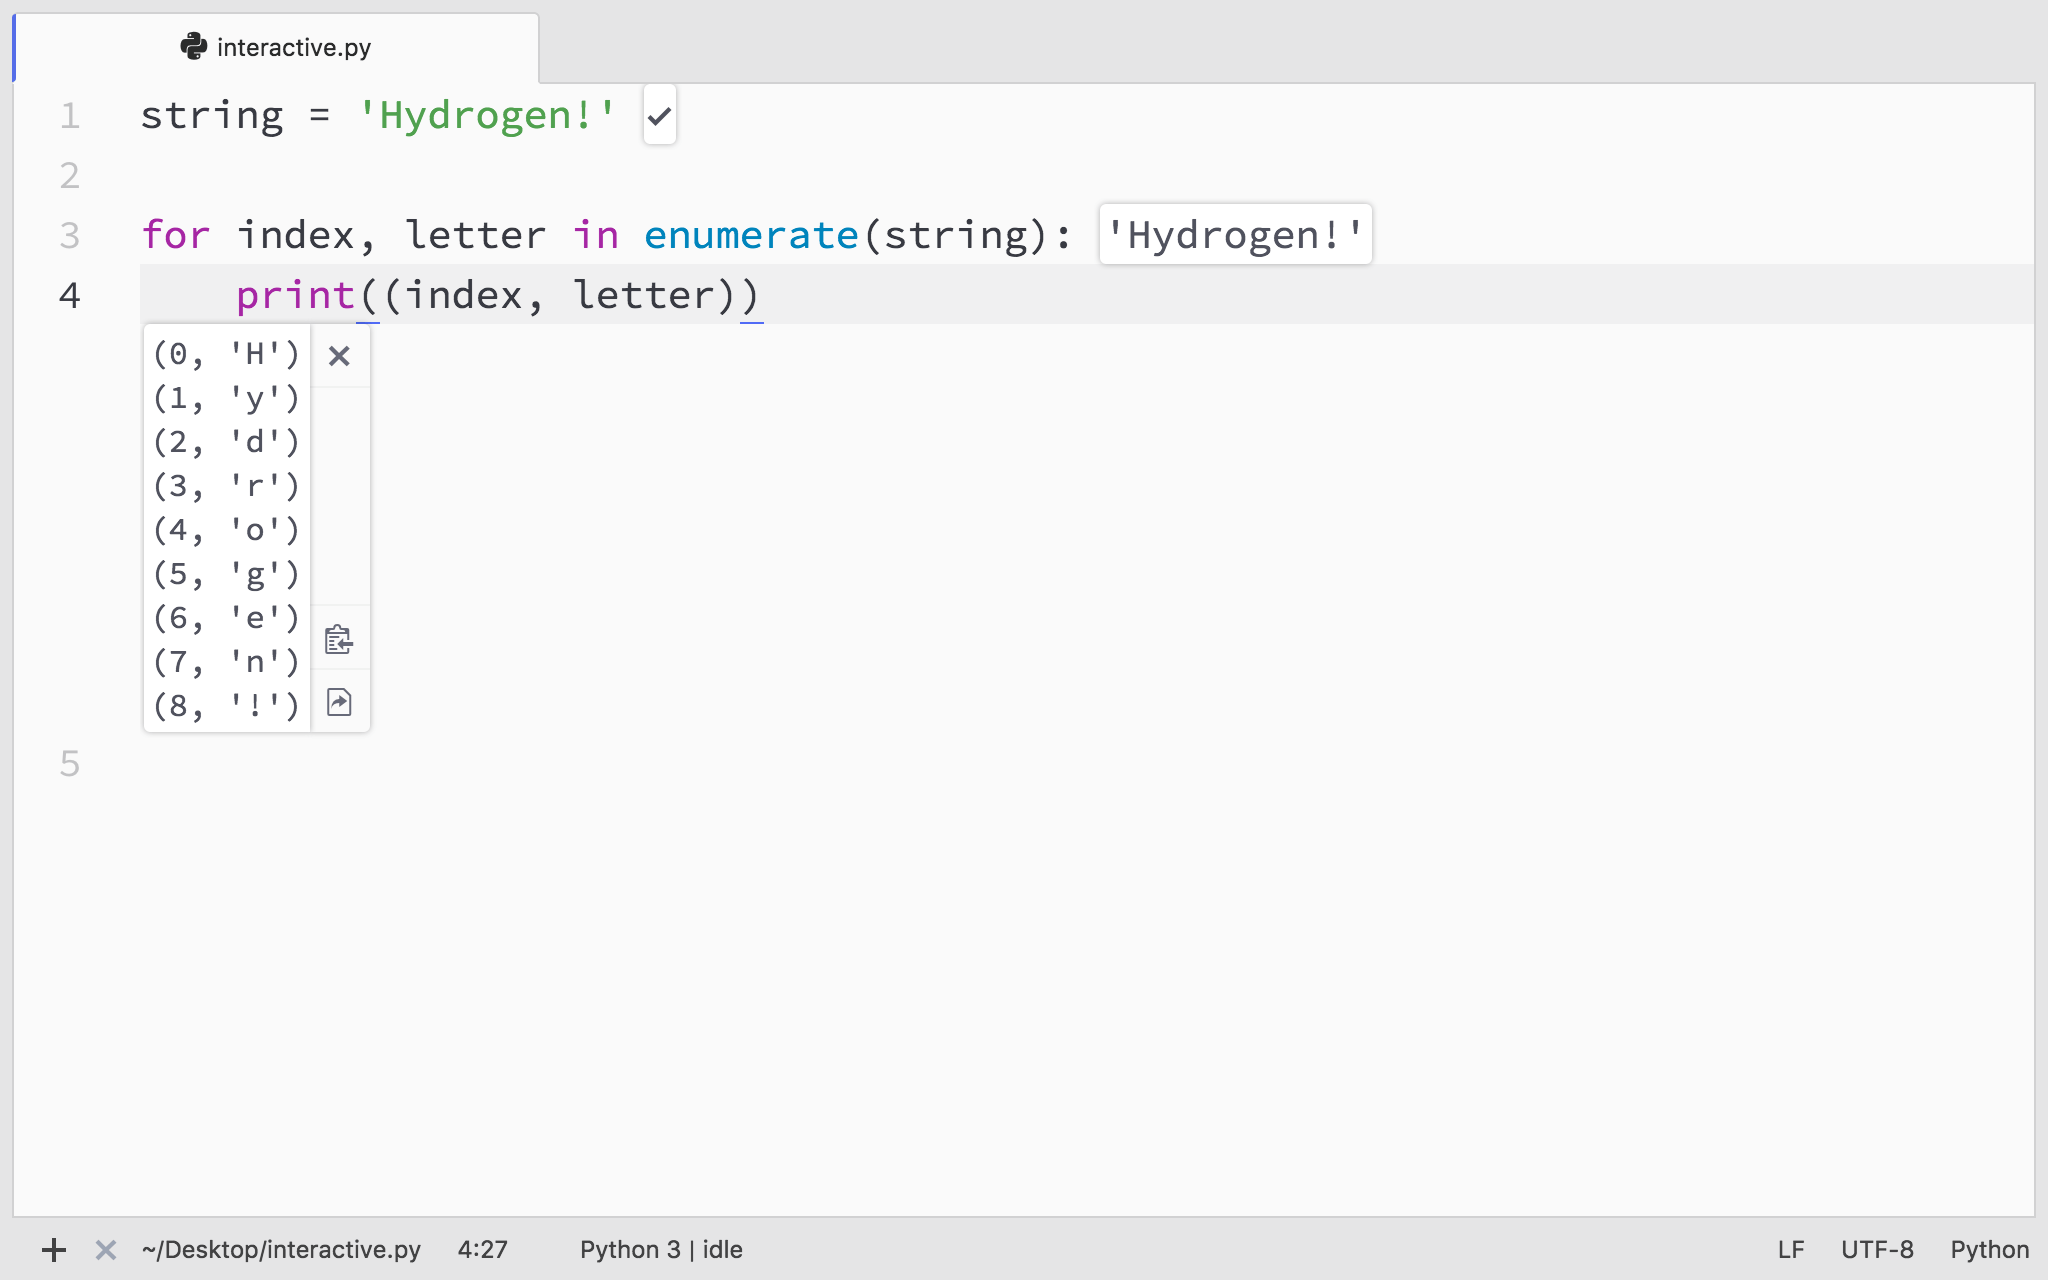 interactive.py
1 string = 'Hydrogen!' ✓
2
3 for index, letter in enumerate(string): 'Hydrogen!'
4     print((index, letter))
(0, 'H')
(1, 'y')
(2, 'd')
(3, 'r')
(4, 'o')
(5, 'g')
(6, 'e')
(7, 'n')
(8, '!')
5
~/Desktop/interactive.py 4:27 Python 3 | idle LF UTF-8 Python